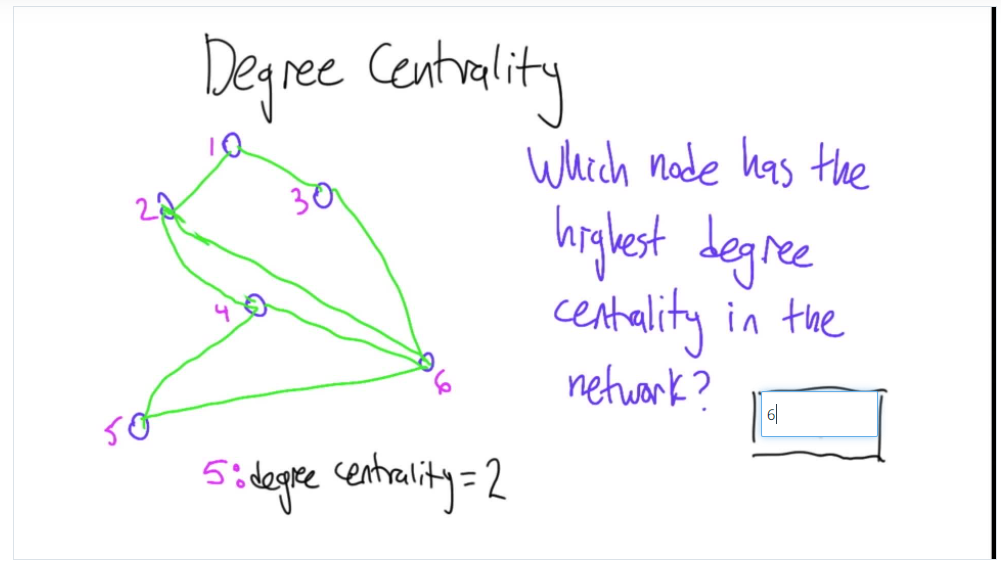 Degree Centrality
1
2
3
4
5
6
Which node has the
highest degree
centrality in the
network?
6
5: degree centrality = 2